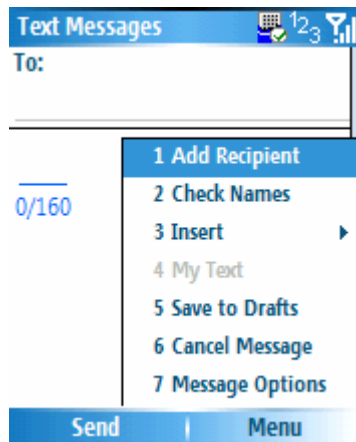 Text Messages 123
To:
1 Add Recipient
0/160
2 Check Names
3 Insert
4 My Text
5 Save to Drafts
6 Cancel Message
7 Message Options
Send Menu